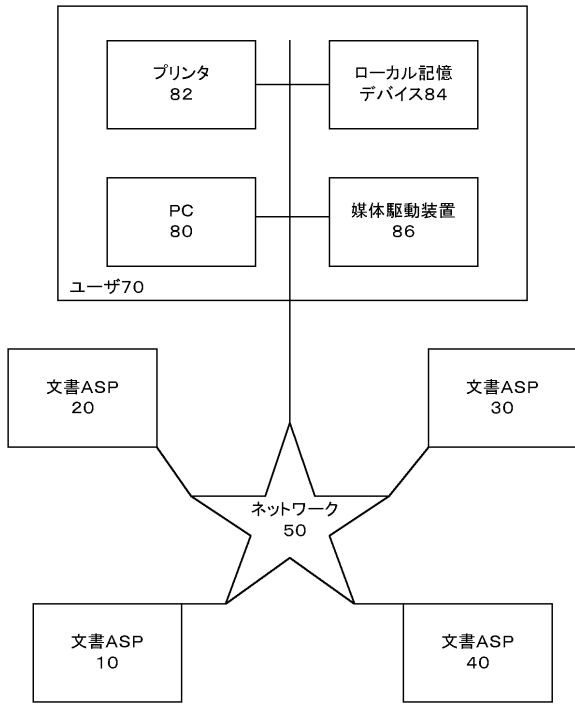 プリンタ
82
ローカル記憶
デバイス84
PC
80
媒体駆動装置
86
ユーザ70
文書ASP
20
文書ASP
30
ネットワーク
50
文書ASP
10
文書ASP
40